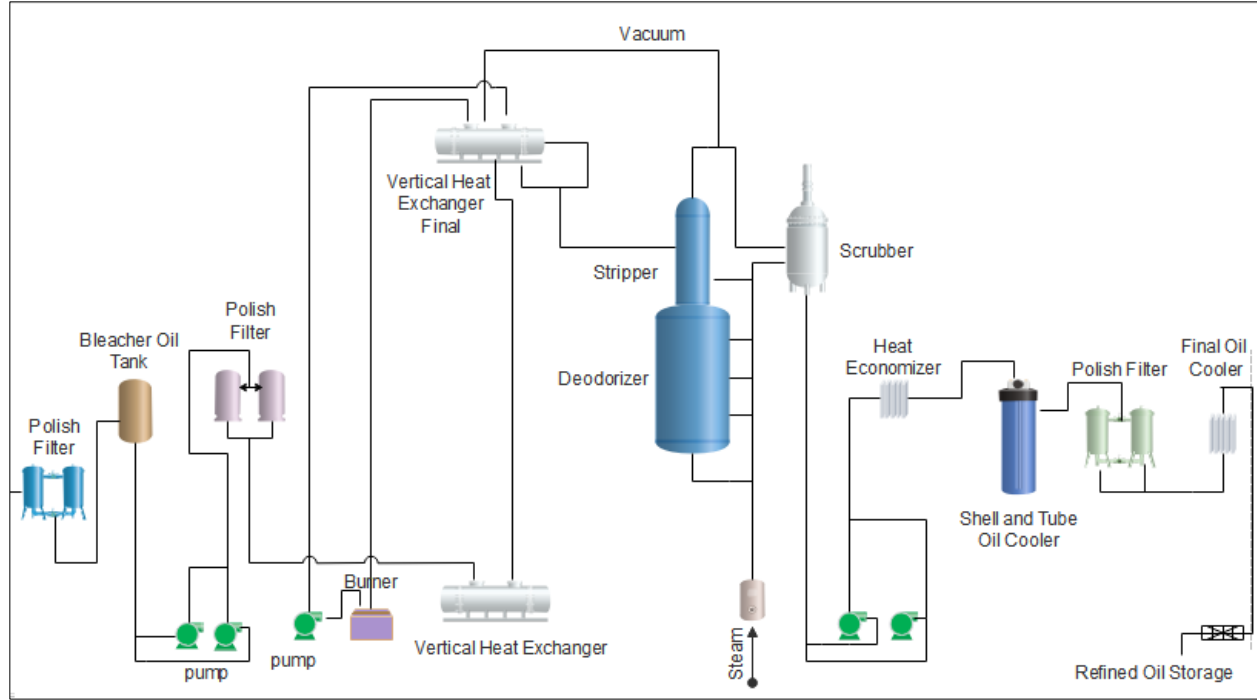 Vacuum
Vertical Heat
Exchanger
Final
Scrubber
Stripper
Polish
Filter
Bleacher Oil
Tank
Heat
Economizer
Final Oil
Cooler
Polish Filter
Deodorizer
Polish
Filter
Shell and Tube
Oil Cooler
Burner
Vertical Heat Exchanger
pump
pump
Steam
Refined Oil Storage